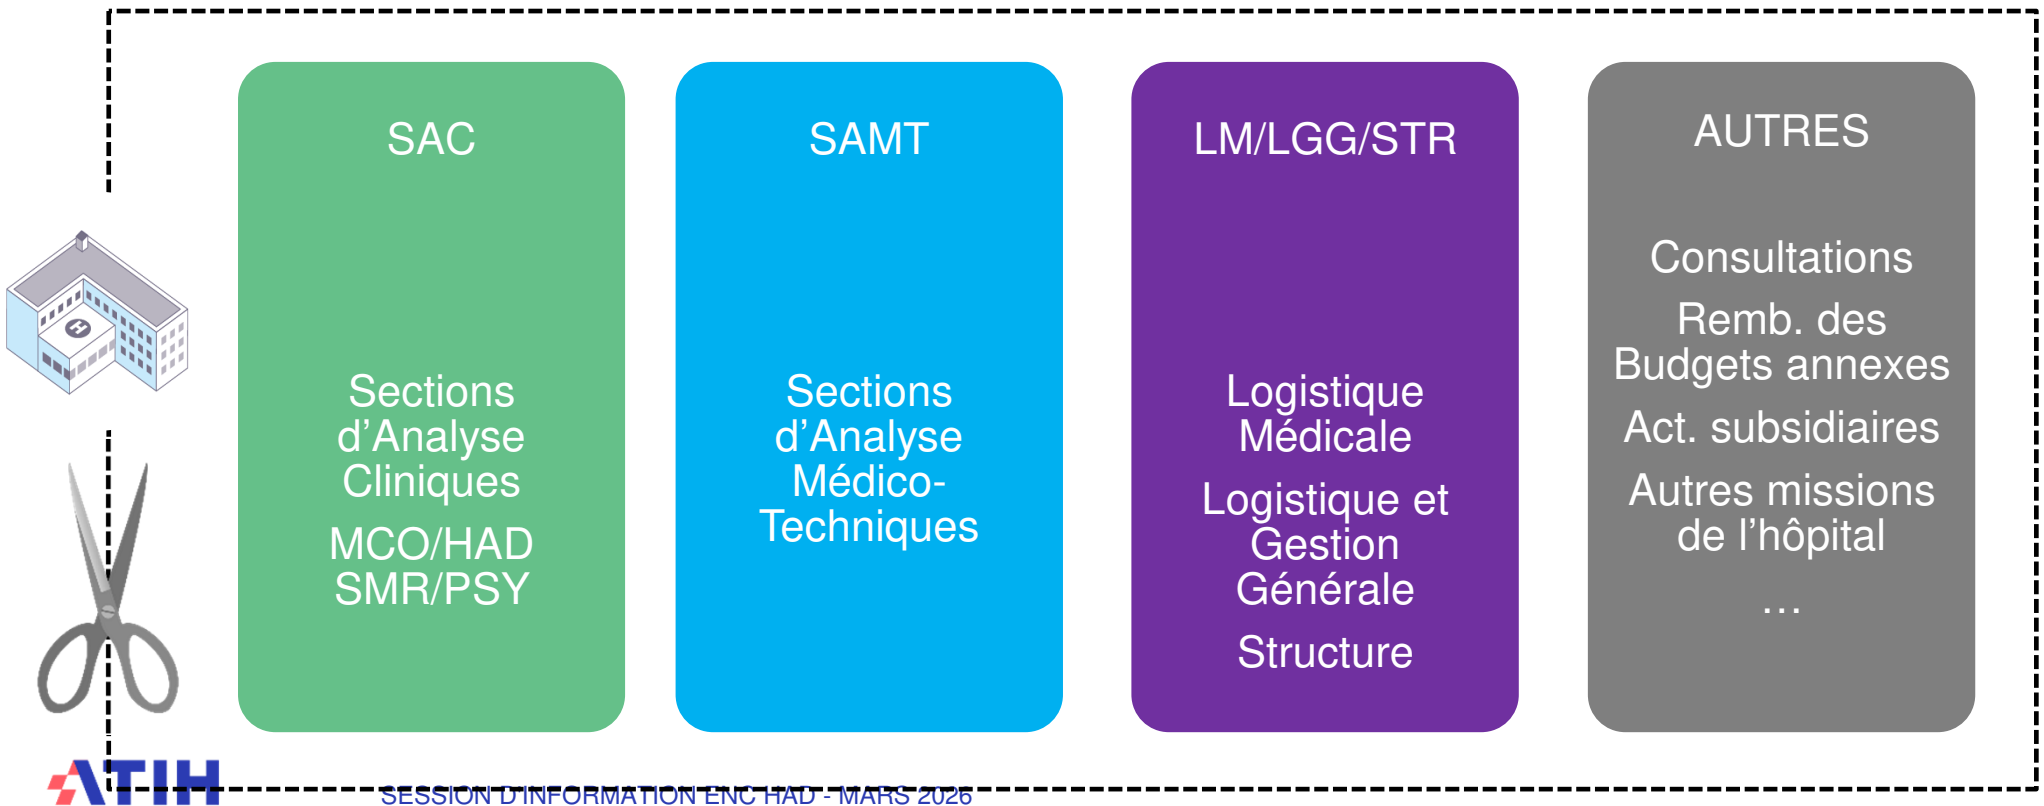 SAC
Sections
d’Analyse
Cliniques
MCO/HAD
SMR/PSY
SAMT
Sections
d’Analyse
Médico-
Techniques
LM/LGG/STR
Logistique
Médicale
Logistique et
Gestion
Générale
Structure
AUTRES
Consultations
Remb. des
Budgets annexes
Act. subsidiaires
Autres missions
de l’hôpital
…
H
ATIH
SESSION D'INFORMATION ENC HAD - MARS 2026